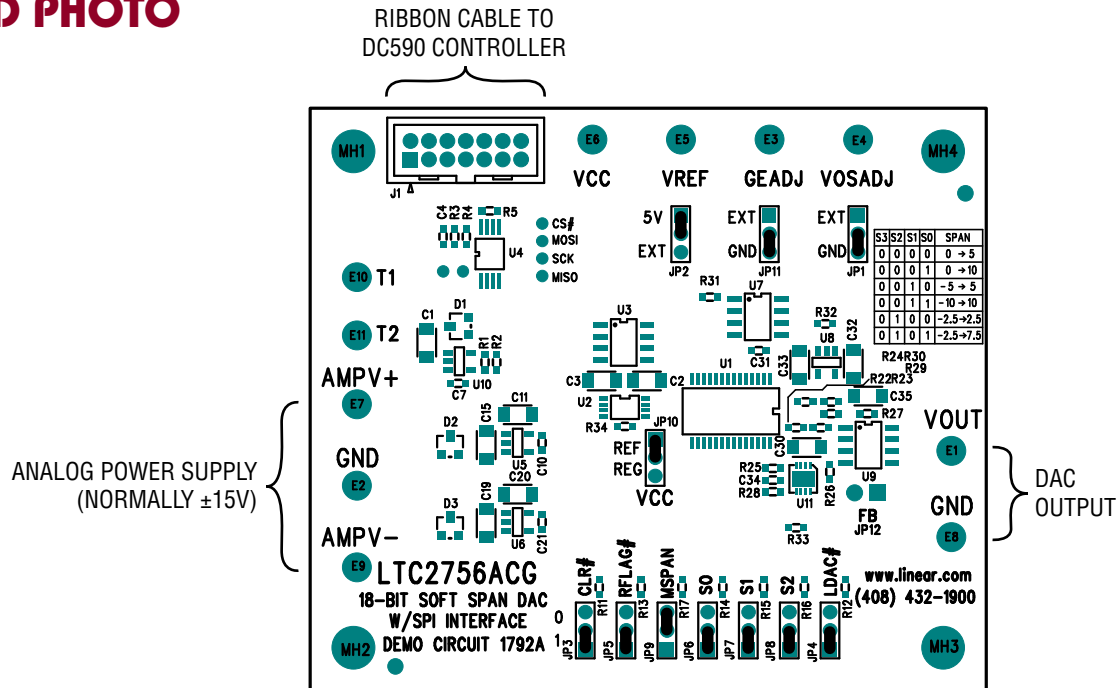 D PHOTO
RIBBON CABLE TO
DC590 CONTROLLER
MH1
J1
E6
VCC
E5
VREF
E3
GEADJ
E4
VOSADJ
MH4
C4
R3
R4
R5
U4
CS#
MOSI
SCK
MISO
5V
EXT
JP2
EXT
GND
JP11
EXT
GND
JP1
S3 S2 S1 S0 SPAN
0 0 0 0 0 → 5
0 0 0 1 0 → 10
0 0 1 0 -5 → 5
0 0 1 1 -10 → 10
0 1 0 0 -2.5→2.5
0 1 0 1 -2.5→7.5
E10 T1
E11 T2
C1
D1
R1
R2
U10
C7
R31
U7
C31
U3
C3
C2
U2
R34
U1
R32
U8
C33
C32
R24R30
R29
R22R23
C35
R27
AMPV+
E7
GND
E2
AMPV-
E9
ANALOG POWER SUPPLY
(NORMALLY ±15V)
D2
C15
C11
U5
C10
D3
C19
C20
U6
C21
JP10
REF
REG
VCC
C30
R25
C34
R28
U11
R26
U9
FB
JP12
R33
VOUT
E1
GND
E8
DAC
OUTPUT
LTC2756ACG
18-BIT SOFT SPAN DAC
W/SPI INTERFACE
DEMO CIRCUIT 1792A
0
1
CLR#
R11
JP3
RFLAG#
R13
JP5
MSPAN
R17
JP9
S0
R14
JP6
S1
R15
JP7
S2
R16
JP8
LDAC#
R12
JP4
www.linear.com
(408) 432-1900
MH2
MH3